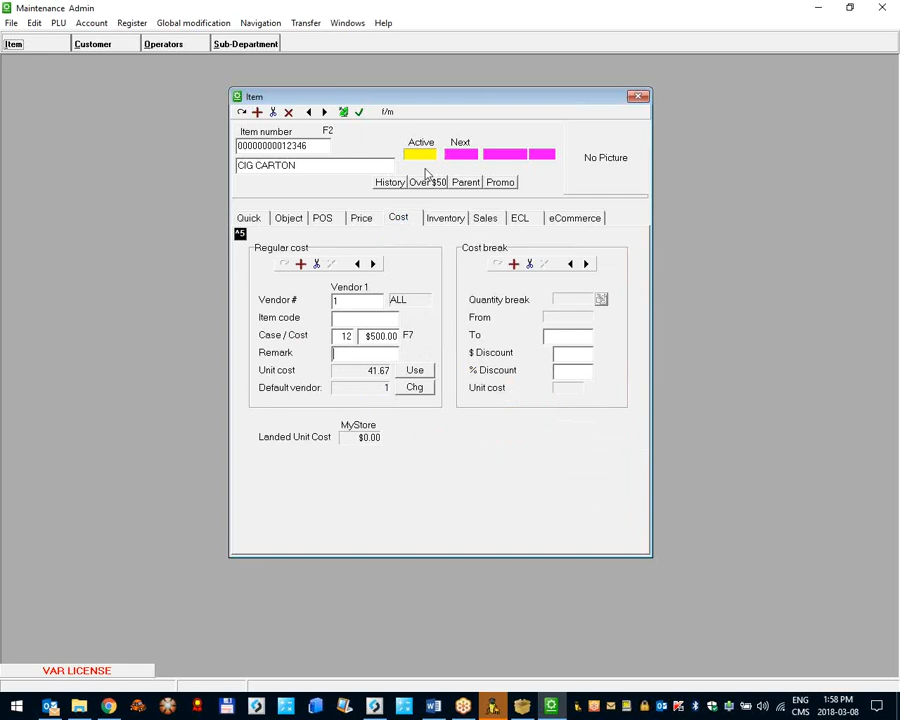 Maintenance Admin
File Edit PLU Account Register Global modification Navigation Transfer Windows Help
Item Customer Operators Sub-Department
Item
f/m
Item number F2
00000000012346
CIG CARTON
Active Next
No Picture
History Over $50 Parent Promo
Quick Object POS Price Cost Inventory Sales ECL eCommerce
^5
Regular cost Cost break
Vendor 1
Vendor # 1 ALL Quantity break
Item code From
Case / Cost 12 $500.00 F7 To
Remark $ Discount
Unit cost 41.67 Use % Discount
Default vendor: 1 Chg Unit cost
MyStore
Landed Unit Cost $0.00
VAR LICENSE
ENG 1:58 PM
CMS 2018-03-08